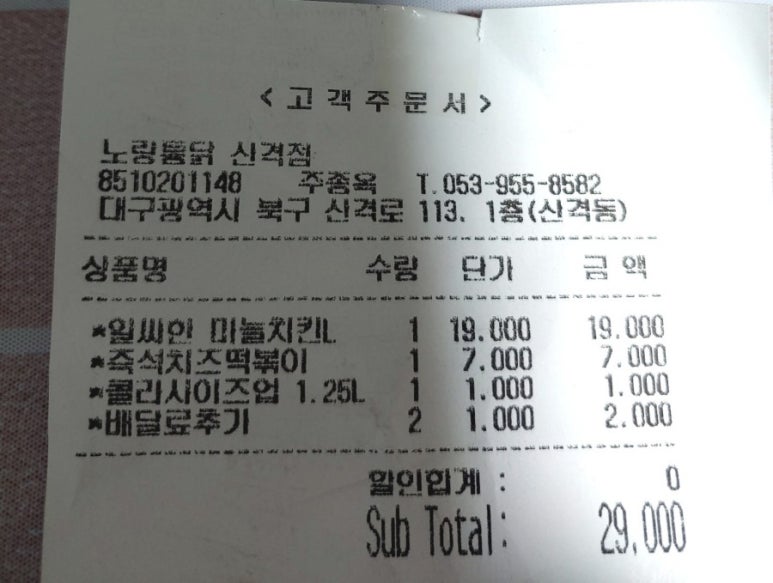 <고객주문서>
노랑통닭 산격점
8510201148 주종옥 T.053-955-8582
대구광역시 북구 산격로 113. 1층(산격동)
상품명 수량 단가 금액
*알싸한 마늘치킨L 1 19.000 19.000
*즉석치즈떡볶이 1 7.000 7.000
*콜라사이즈업 1.25L 1 1.000 1.000
*배달료추가 2 1.000 2.000
할인합계 : 0
Sub Total: 29,000